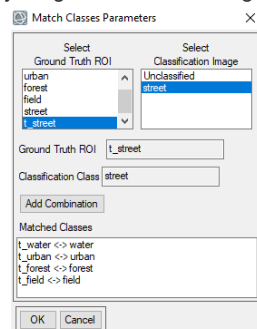 Match Classes Parameters
Select
Ground Truth ROI
Select
Classification Image
urban
forest
field
street
t_street
Unclassified
street
Ground Truth ROI t_street
Classification Class street
Add Combination
Matched Classes
t_water <-> water
t_urban <-> urban
t_forest <-> forest
t_field <-> field
OK Cancel